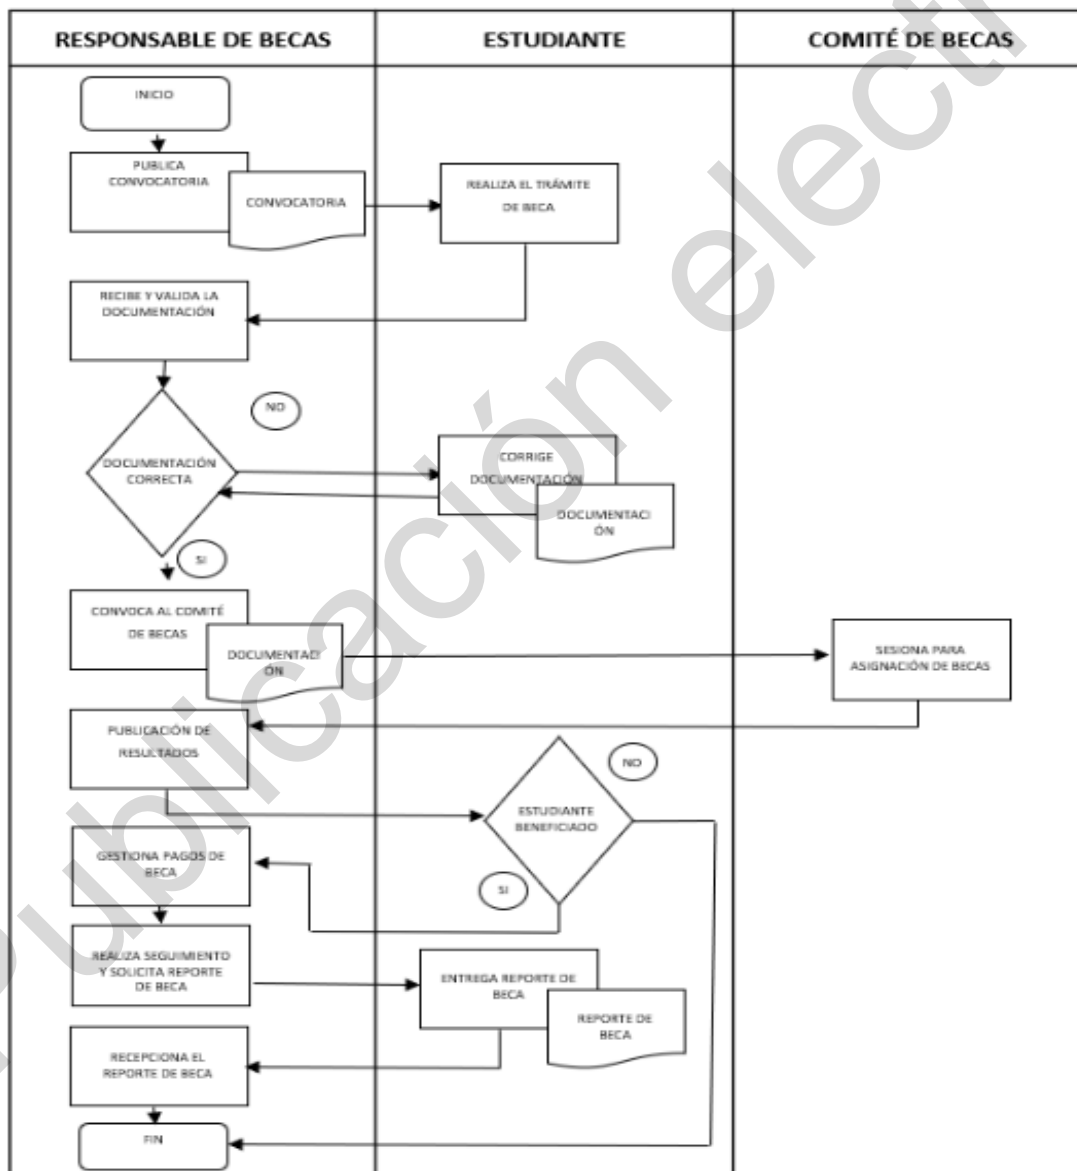 RESPONSABLE DE BECAS
ESTUDIANTE
COMITÉ DE BECAS
INICIO
PUBLICA
CONVOCATORIA
CONVOCATORIA
REALIZA EL TRÁMITE
DE BECA
RECIBE Y VALIDA LA
DOCUMENTACIÓN
NO
DOCUMENTACIÓN
CORRECTA
CORRIGE
DOCUMENTACIÓN
DOCUMENTACI
ÓN
SI
CONVOCA AL COMITÉ
DE BECAS
DOCUMENTACI
ÓN
SESIONA PARA
ASIGNACIÓN DE BECAS
PUBLICACIÓN DE
RESULTADOS
NO
ESTUDIANTE
BENEFICIADO
GESTIONA PAGOS DE
BECA
SI
REALIZA SEGUIMIENTO
Y SOLICITA REPORTE
DE BECA
ENTREGA REPORTE DE
BECA
REPORTE DE
BECA
RECEPCIONA EL
REPORTE DE BECA
FIN
Publicación electr